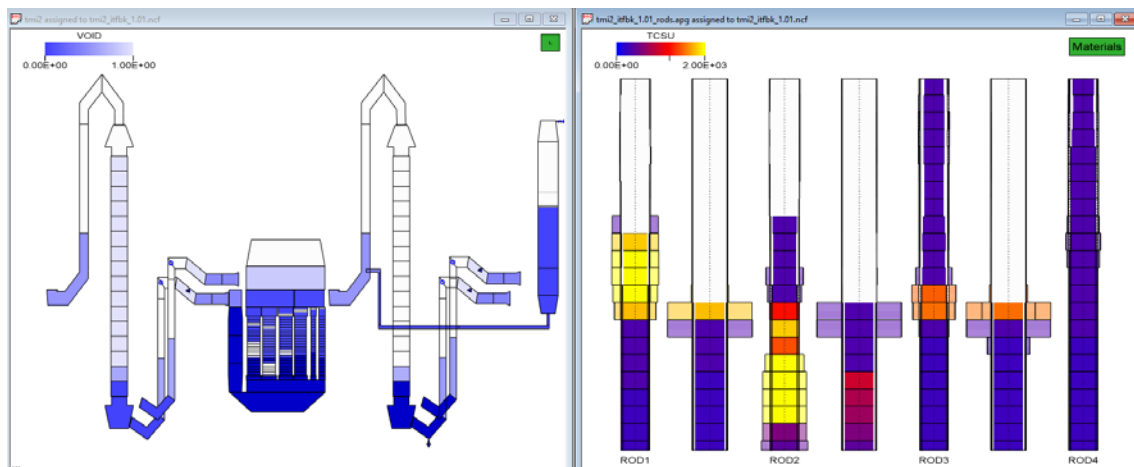 tmi2 assigned to tmi2_itfbk_1.01.ncf
VOID
0.00E+00 1.00E+00
tmi2_itfbk_1.01_rods.apg assigned to tmi2_itfbk_1.01.ncf
TCSU
0.00E+00 2.00E+03
Materials
ROD1 ROD2 ROD3 ROD4